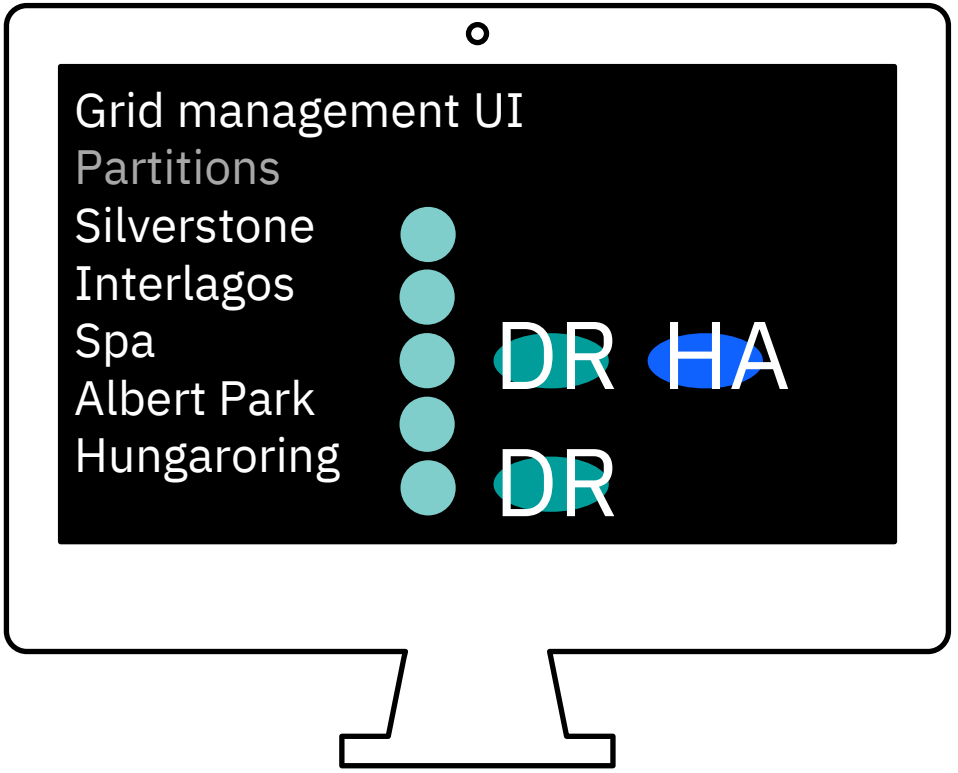 Grid management UI
Partitions
Silverstone
Interlagos
Spa
DR HA
Albert Park
Hungaroring
DR